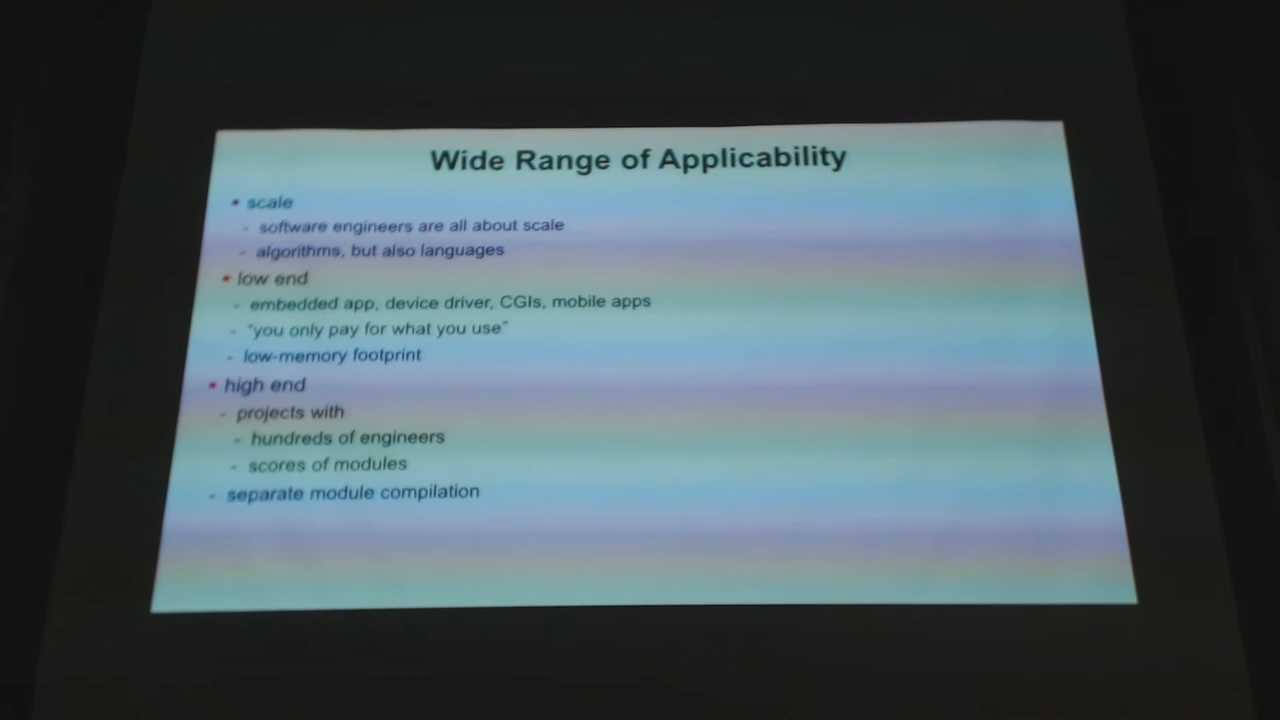 Wide Range of Applicability
• scale
- software engineers are all about scale
- algorithms, but also languages
• low end
- embedded app, device driver, CGIs, mobile apps
- "you only pay for what you use"
- low-memory footprint
• high end
- projects with
- hundreds of engineers
- scores of modules
- separate module compilation